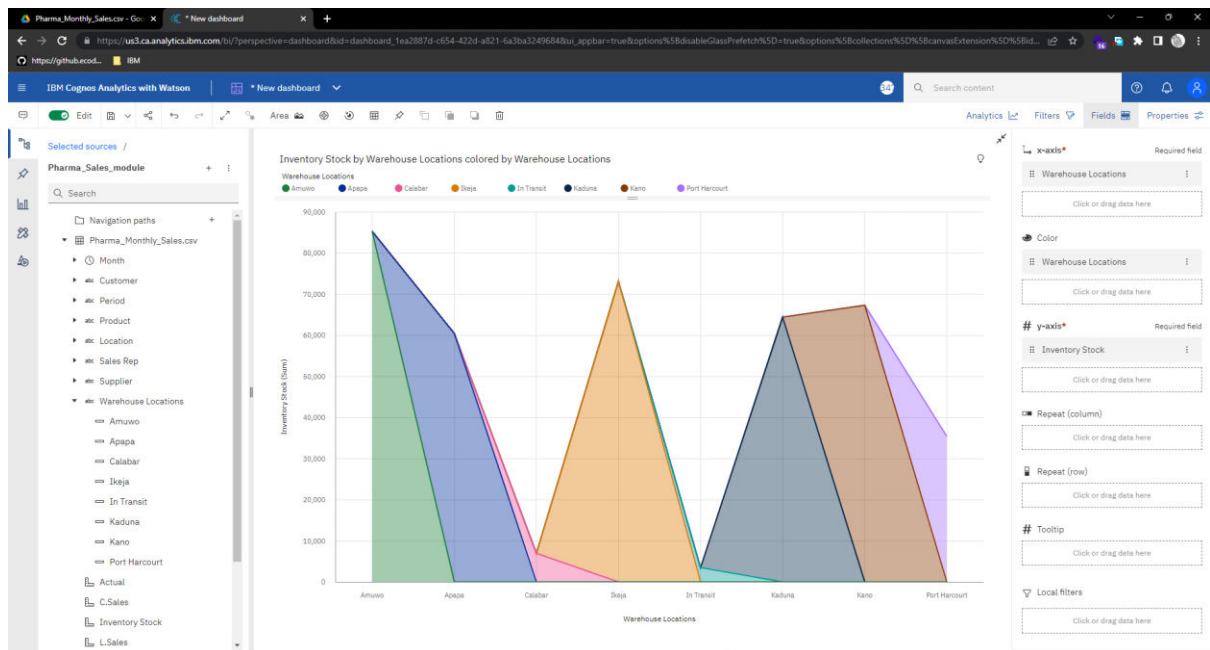 Pharma_Monthly_Sales.csv - Goo
* New dashboard
https://us3.ca.analytics.ibm.com/bi/?perspective=dashboard&id=dashboard_1ea2887d-c654-422d-a821-6a3ba3249684&ui_appbar=true&options%5BdisableGlassPrefetch%5D=true&options%5Bcollections%5D%5BcanvasExtension%5D%5Bid...
https://github.ecod...
IBM
IBM Cognos Analytics with Watson
* New dashboard
Search content
Edit
Area
Analytics
Filters
Fields
Properties
Selected sources /
Pharma_Sales_module
Search
Navigation paths
Pharma_Monthly_Sales.csv
Month
abc Customer
abc Period
abc Product
abc Location
abc Sales Rep
abc Supplier
abc Warehouse Locations
Amuwo
Apapa
Calabar
Ikeja
In Transit
Kaduna
Kano
Port Harcourt
Actual
C.Sales
Inventory Stock
L.Sales
Inventory Stock by Warehouse Locations colored by Warehouse Locations
Warehouse Locations
Amuwo
Apapa
Calabar
Ikeja
In Transit
Kaduna
Kano
Port Harcourt
90,000
80,000
70,000
60,000
50,000
40,000
30,000
20,000
10,000
0
Inventory Stock (Sum)
Amuwo
Apapa
Calabar
Ikeja
In Transit
Kaduna
Kano
Port Harcourt
Warehouse Locations
x-axis*
Required field
Warehouse Locations
Click or drag data here
Color
Warehouse Locations
Click or drag data here
# y-axis*
Required field
Inventory Stock
Click or drag data here
Repeat (column)
Click or drag data here
Repeat (row)
Click or drag data here
# Tooltip
Click or drag data here
Local filters
Click or drag data here